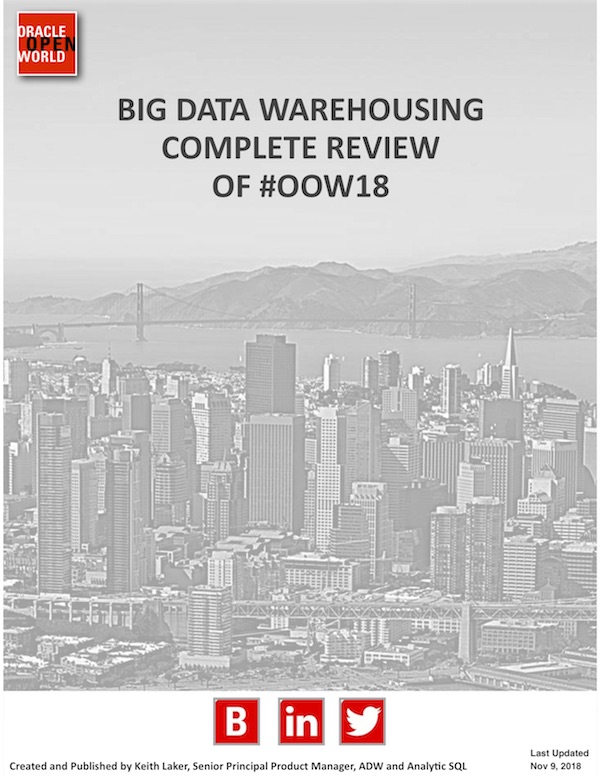 ORACLE
OPEN
WORLD
BIG DATA WAREHOUSING
COMPLETE REVIEW
OF #OOW18
B in
Last Updated
Created and Published by Keith Laker, Senior Principal Product Manager, ADW and Analytic SQL Nov 9, 2018